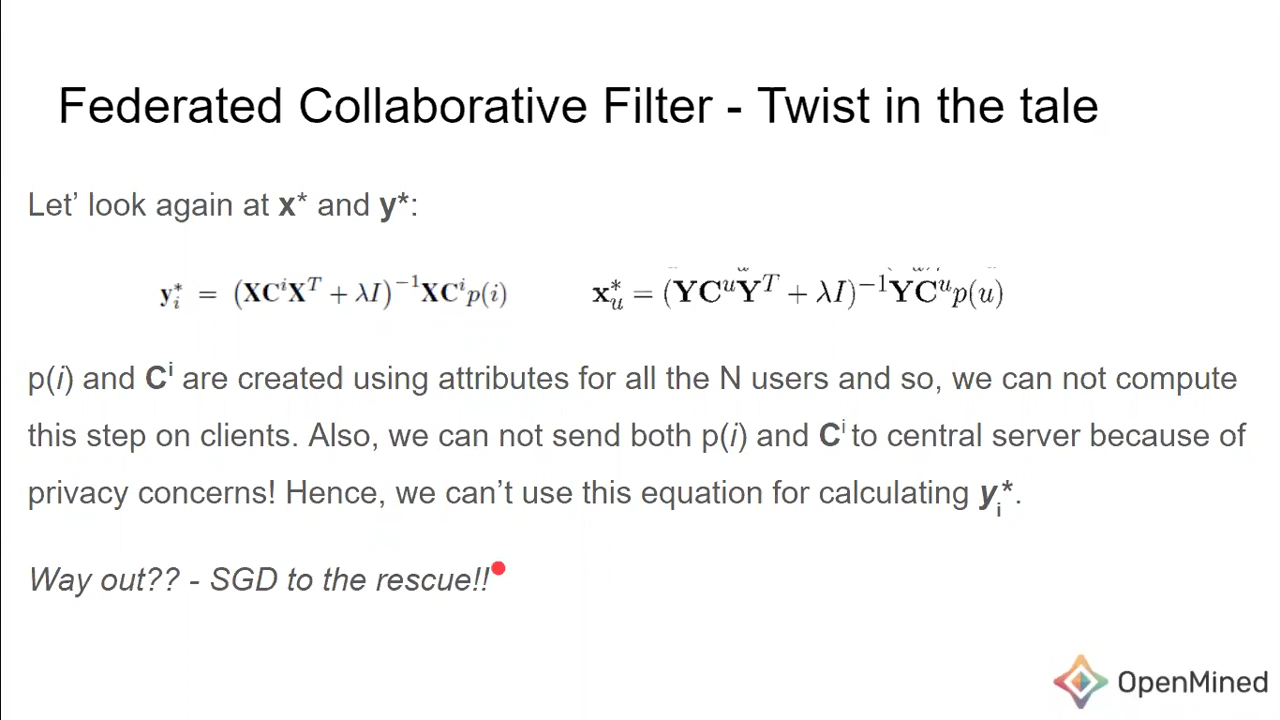 Federated Collaborative Filter - Twist in the tale
Let' look again at x* and y*:
y*ᵢ = (XCⁱXᵀ + λI)⁻¹XCⁱp(i)    x*ᵤ = (YCᵘYᵀ + λI)⁻¹YCᵘp(u)
p(i) and Cⁱ are created using attributes for all the N users and so, we can not compute
this step on clients. Also, we can not send both p(i) and Cⁱ to central server because of
privacy concerns! Hence, we can't use this equation for calculating yᵢ*.
Way out?? - SGD to the rescue!!
OpenMined